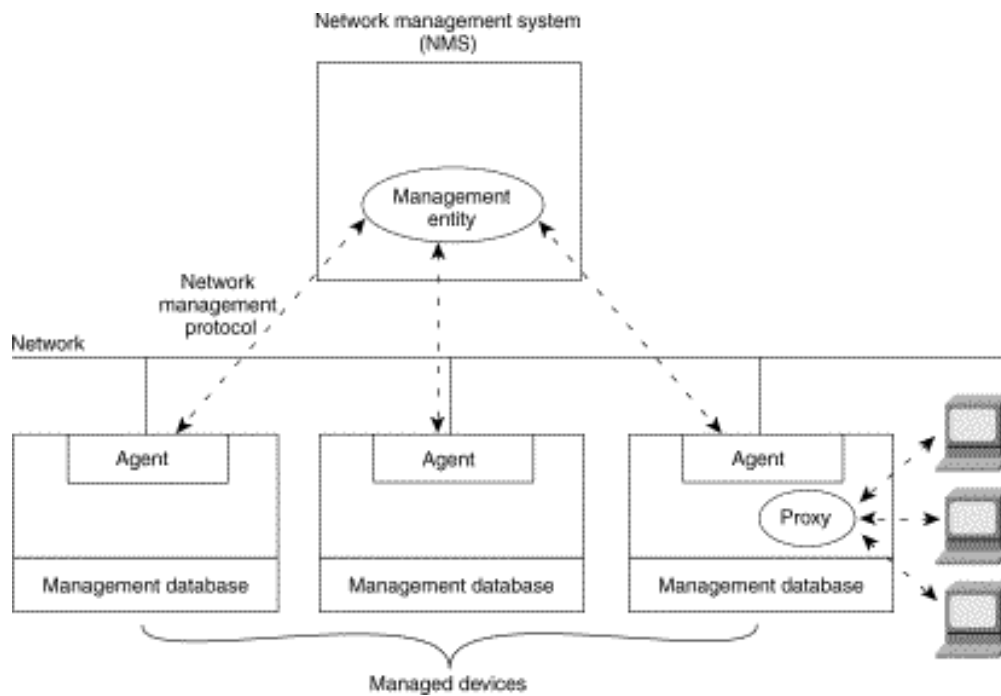 Network management system
(NMS)
Management
entity
Network
management
protocol
Network
Agent
Agent
Agent
Proxy
Management database
Management database
Management database
Managed devices